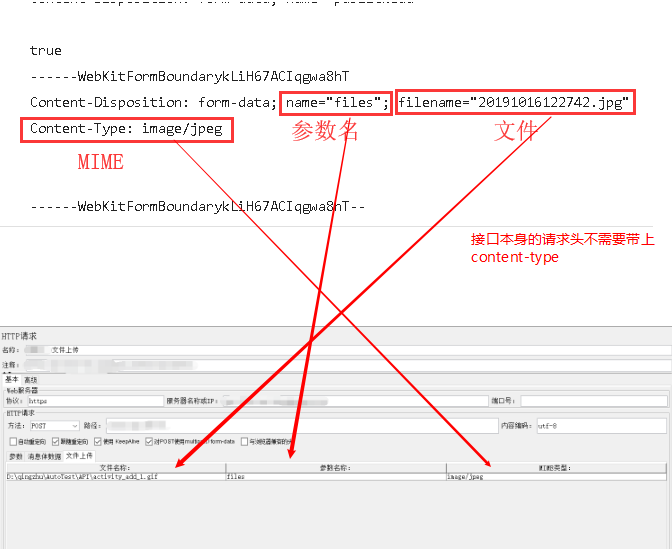 true
------WebKitFormBoundarykLiH67ACIqgwa8hT
Content-Disposition: form-data; name="files"; filename="20191016122742.jpg"
Content-Type: image/jpeg
参数名
文件
MIME
------WebKitFormBoundarykLiH67ACIqgwa8hT--
接口本身的请求头不需要带上
content-type
HTTP请求
名称: 文件上传
注释:
基本 高级
Web服务器
协议: https 服务器名称或IP: 端口号:
HTTP请求
方法: POST 路径: 内容编码: utf-8
自动重定向 跟随重定向 使用 KeepAlive 对POST使用multipart / form-data 与浏览器兼容的头
参数 消息体数据 文件上传
文件名称: 参数名称: MIME类型:
D:\qingzhu\AutoTest\API\activity_add_1.gif files image/jpeg